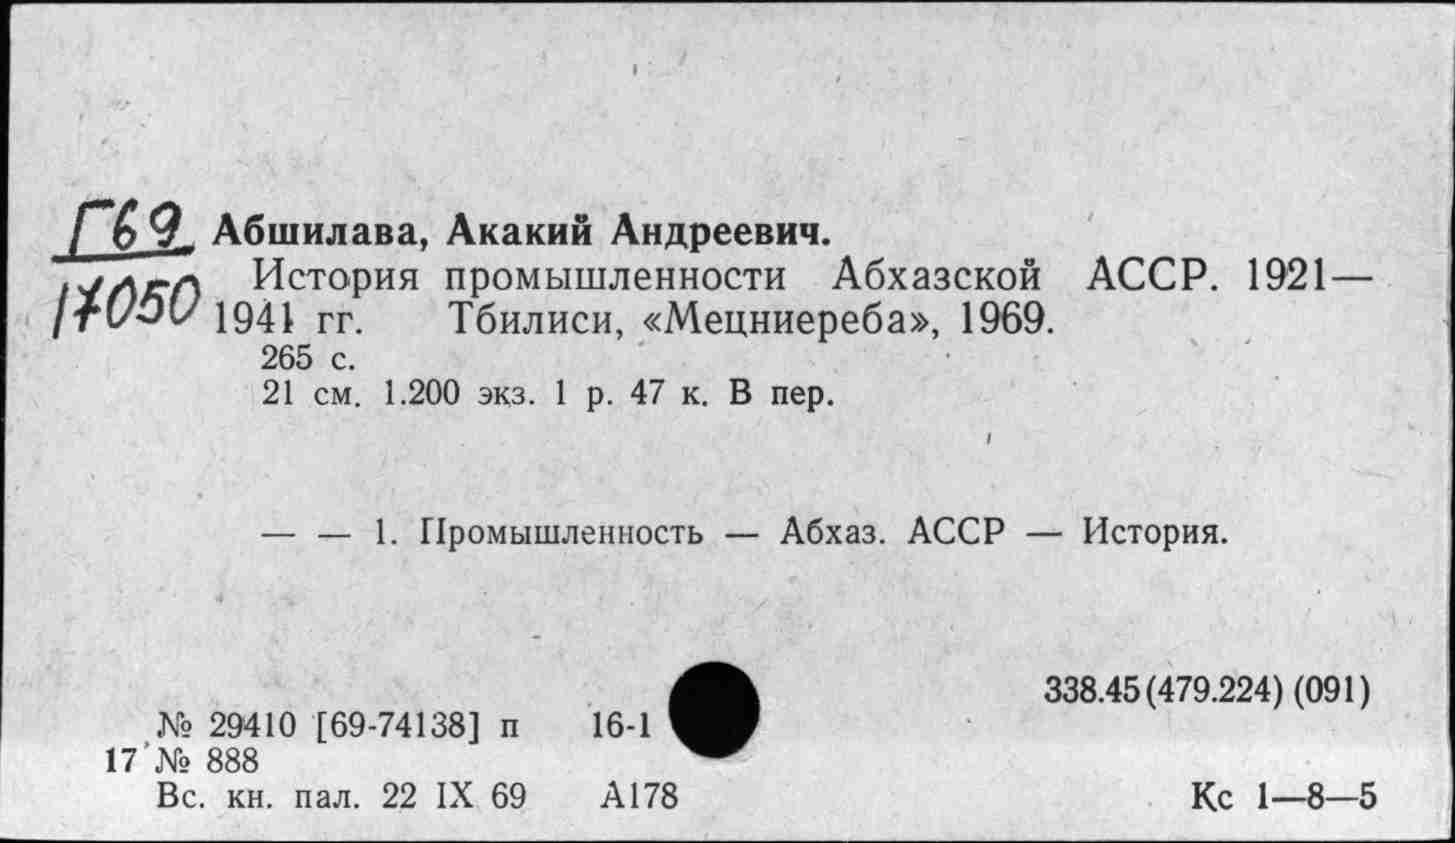 Г69
17050
Абшилава, Акакий Андреевич.
История промышленности Абхазской АССР. 1921—
1941 гг. Тбилиси, «Мецниереба», 1969.
265 с.
21 см. 1.200 экз. 1 р. 47 к. В пер.
— — 1. Промышленность — Абхаз. АССР — История.
338.45(479.224) (091)
№ 29410 [69-74138] п 16-1
17 № 888
Вс. кн. пал. 22 IX 69 А178 Кс 1—8—5